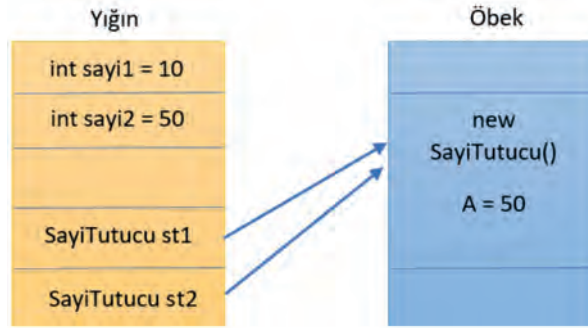 Yığın
int sayi1 = 10
int sayi2 = 50
SayiTutucu st1
SayiTutucu st2
Öbek
new
SayiTutucu()
A = 50